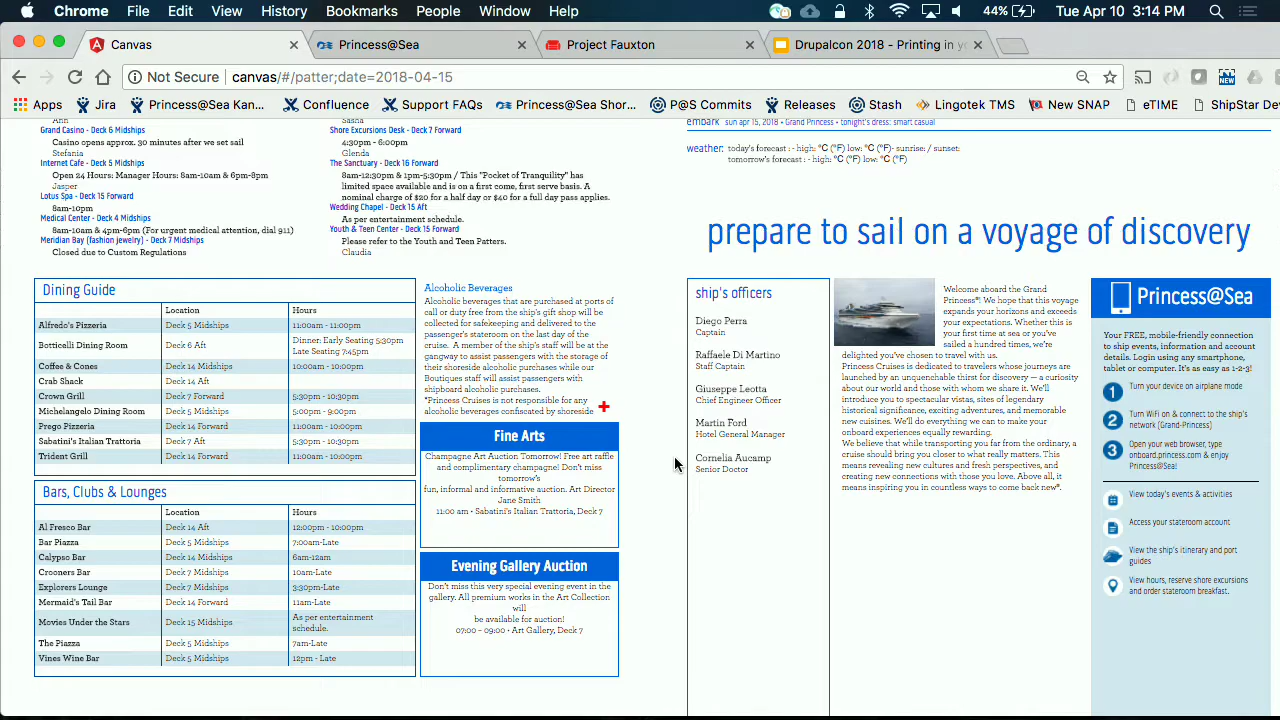 Chrome File Edit View History Bookmarks People Window Help 44% Tue Apr 10 3:14 PM
Canvas Princess@Sea Project Fauxton Drupalcon 2018 - Printing in y
Not Secure canvas/#/patter;date=2018-04-15
Apps Jira Princess@Sea Kan... Confluence Support FAQs Princess@Sea Shor... P@S Commits Releases Stash Lingotek TMS New SNAP eTIME ShipStar De
Ann
Grand Casino - Deck 6 Midships
Casino opens approx. 30 minutes after we set sail
Stefania
Internet Cafe - Deck 5 Midships
Open 24 Hours: Manager Hours: 8am-10am & 6pm-8pm
Jasper
Lotus Spa - Deck 15 Forward
8am-10pm
Medical Center - Deck 4 Midships
8am-10am & 4pm-6pm (For urgent medical attention, dial 911)
Meridian Bay (fashion jewelry) - Deck 7 Midships
Closed due to Custom Regulations
Sasha
Shore Excursions Desk - Deck 7 Forward
4:30pm - 6:00pm
Glenda
The Sanctuary - Deck 16 Forward
8am-12:30pm & 1pm-5:30pm / This "Pocket of Tranquility" has
limited space available and is on a first come, first serve basis. A
nominal charge of $20 for a half day or $40 for a full day pass applies.
Wedding Chapel - Deck 15 Aft
As per entertainment schedule.
Youth & Teen Center - Deck 15 Forward
Please refer to the Youth and Teen Patters.
Claudia
Dining Guide
Location Hours
Alfredo's Pizzeria Deck 5 Midships 11:00am - 11:00pm
Botticelli Dining Room Deck 6 Aft Dinner: Early Seating 5:30pm
Late Seating 7:45pm
Coffee & Cones Deck 14 Midships 10:00am - 10:00pm
Crab Shack Deck 14 Aft
Crown Grill Deck 7 Forward 5:30pm - 10:30pm
Michelangelo Dining Room Deck 5 Midships 5:00pm - 9:00pm
Prego Pizzeria Deck 14 Forward 11:00am - 10:00pm
Sabatini's Italian Trattoria Deck 7 Aft 5:30pm - 10:30pm
Trident Grill Deck 14 Midships 11:00am - 10:00pm
Bars, Clubs & Lounges
Location Hours
Al Fresco Bar Deck 14 Aft 12:00pm - 10:00pm
Bar Piazza Deck 5 Midships 7:00am-Late
Calypso Bar Deck 14 Midships 6am-12am
Crooners Bar Deck 7 Midships 10am-Late
Explorers Lounge Deck 7 Midships 3:30pm-Late
Mermaid's Tail Bar Deck 14 Forward 11am-Late
Movies Under the Stars Deck 15 Midships As per entertainment
schedule.
The Piazza Deck 5 Midships 7am-Late
Vines Wine Bar Deck 5 Midships 12pm - Late
Alcoholic Beverages
Alcoholic beverages that are purchased at ports of
call or duty free from the ship's gift shop will be
collected for safekeeping and delivered to the
passenger's stateroom on the last day of the
cruise. A member of the ship's staff will be at the
gangway to assist passengers with the storage of
their shoreside alcoholic purchases while our
Boutiques staff will assist passengers with
shipboard alcoholic purchases.
*Princess Cruises is not responsible for any
alcoholic beverages confiscated by shoreside
Fine Arts
Champagne Art Auction Tomorrow! Free art raffle
and complimentary champagne! Don't miss
tomorrow's
fun, informal and informative auction. Art Director
Jane Smith.
11:00 am • Sabatini's Italian Trattoria, Deck 7
Evening Gallery Auction
Don't miss this very special evening event in the
gallery. All premium works in the Art Collection
will
be available for auction!
07:00 – 09:00 • Art Gallery, Deck 7
embark sun apr 15, 2018 • Grand Princess • tonight's dress: smart casual
weather: today's forecast : - high: °C (°F) low: °C (°F)- sunrise: / sunset:
tomorrow's forecast : - high: °C (°F) low: °C (°F)
prepare to sail on a voyage of discovery
ship's officers
Diego Perra
Captain
Raffaele Di Martino
Staff Captain
Giuseppe Leotta
Chief Engineer Officer
Martin Ford
Hotel General Manager
Cornelia Aucamp
Senior Doctor
Welcome aboard the Grand
Princess®! We hope that this voyage
expands your horizons and exceeds
your expectations. Whether this is
your first time at sea or you've
sailed a hundred times, we're
delighted you've chosen to travel with us.
Princess Cruises is dedicated to travelers whose journeys are
launched by an unquenchable thirst for discovery — a curiosity
about our world and those with whom we share it. We'll
introduce you to spectacular vistas, sites of legendary
historical significance, exciting adventures, and memorable
new cuisines. We'll do everything we can to make your
onboard experiences equally rewarding.
We believe that while transporting you far from the ordinary, a
cruise should bring you closer to what really matters. This
means revealing new cultures and fresh perspectives, and
creating new connections with those you love. Above all, it
means inspiring you in countless ways to come back new®.
Princess@Sea
Your FREE, mobile-friendly connection
to ship events, information and account
details. Login using any smartphone,
tablet or computer. It's as easy as 1-2-3!
1 Turn your device on airplane mode
2 Turn WiFi on & connect to the ship's
network (Grand-Princess)
3 Open your web browser, type
onboard.princess.com & enjoy
Princess@Sea!
View today's events & activities
Access your stateroom account
View the ship's itinerary and port
guides
View hours, reserve shore excursions
and order stateroom breakfast.